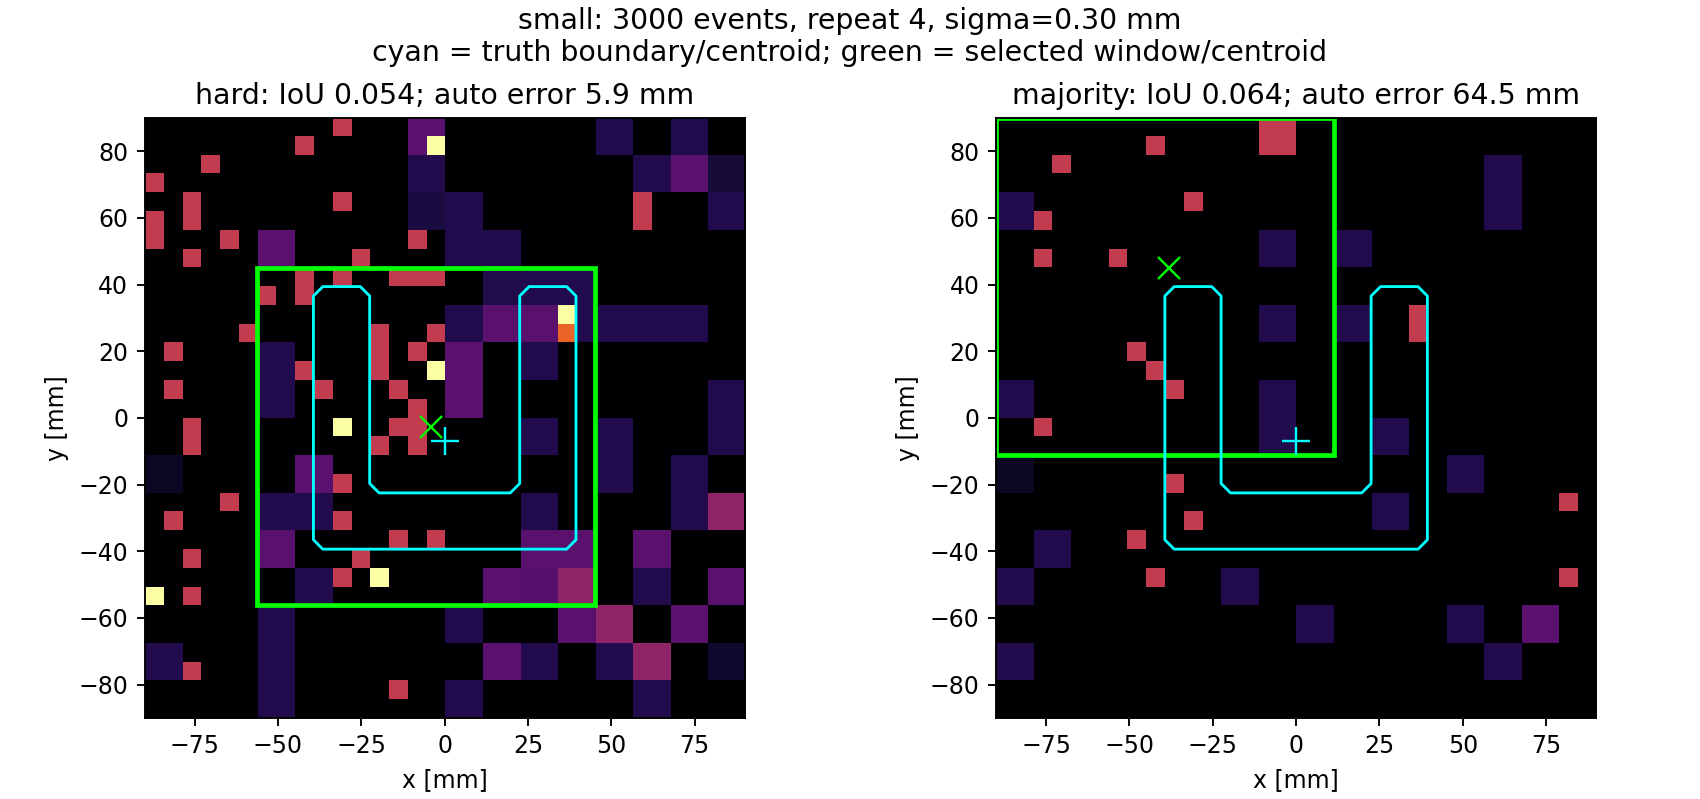 small: 3000 events, repeat 4, sigma=0.30 mm
cyan = truth boundary/centroid; green = selected window/centroid
hard: IoU 0.054; auto error 5.9 mm
majority: IoU 0.064; auto error 64.5 mm
80
60
40
20
0
−20
−40
−60
−80
y [mm]
−75 −50 −25 0 25 50 75
x [mm]
80
60
40
20
0
−20
−40
−60
−80
y [mm]
−75 −50 −25 0 25 50 75
x [mm]